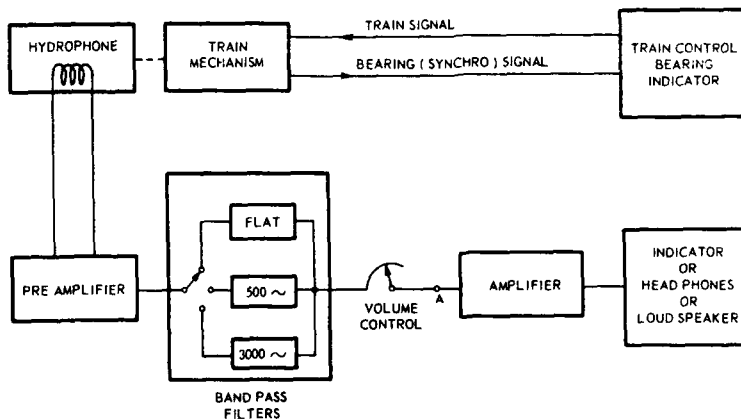 HYDROPHONE
TRAIN
MECHANISM
TRAIN SIGNAL
BEARING ( SYNCHRO ) SIGNAL
TRAIN CONTROL
BEARING
INDICATOR
PRE AMPLIFIER
FLAT
500 ~
3000 ~
BAND PASS
FILTERS
VOLUME
CONTROL
A
AMPLIFIER
INDICATOR
OR
HEAD PHONES
OR
LOUD SPEAKER